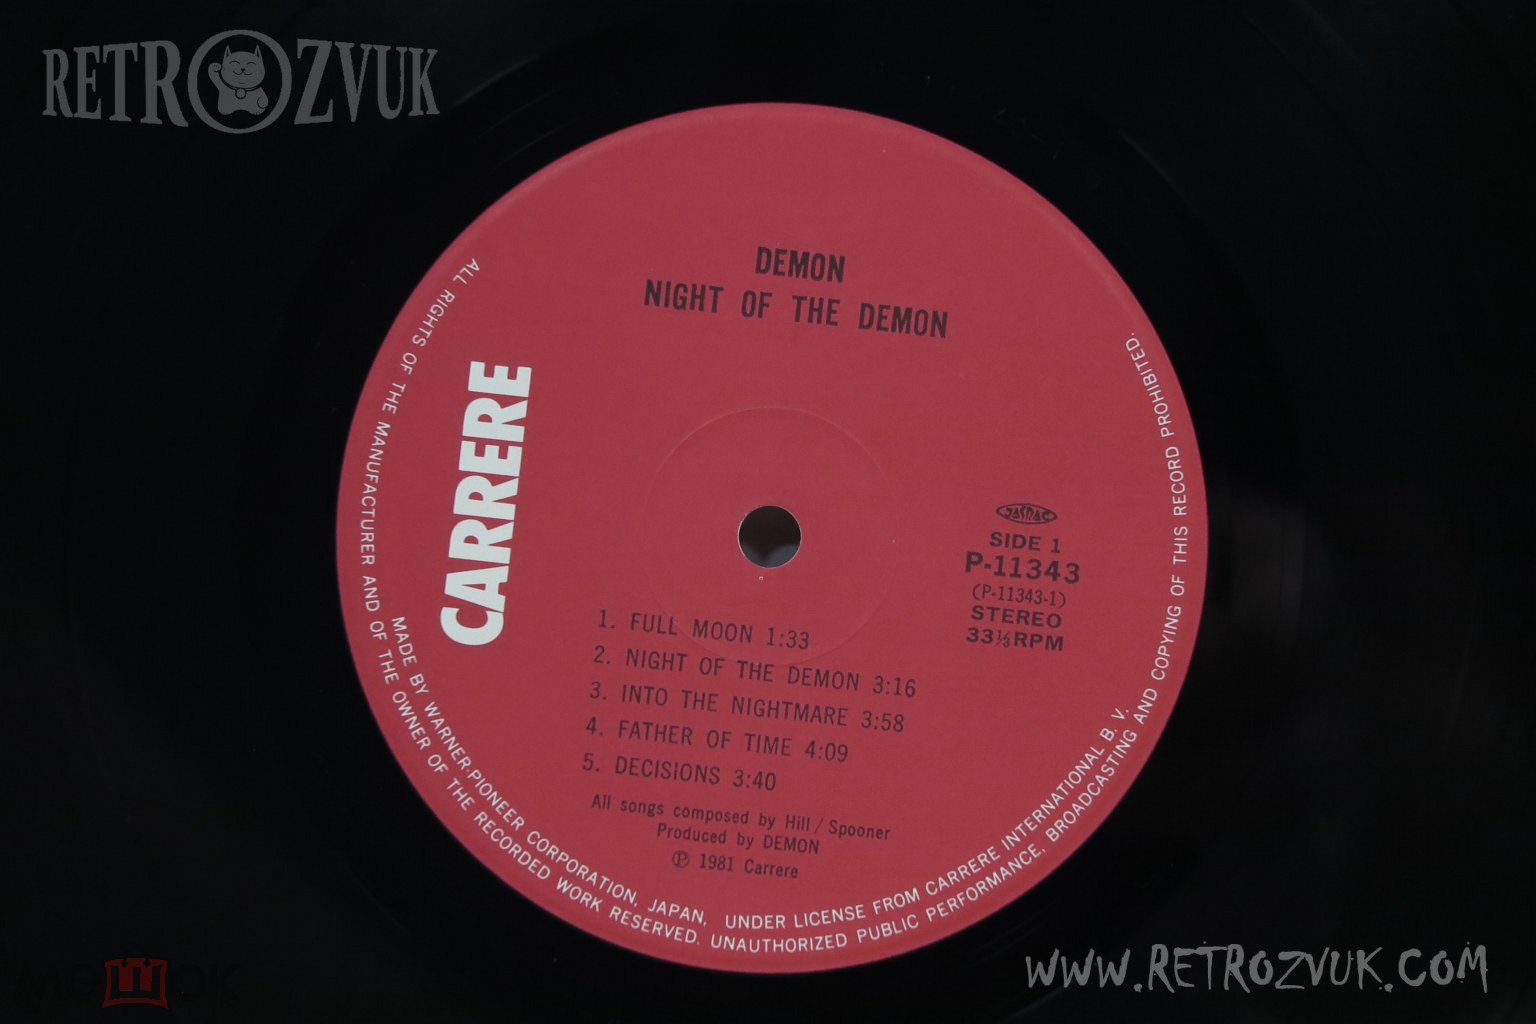 RETROZVUK
DEMON
NIGHT OF THE DEMON
CARRERE
JASRAC
SIDE 1
P-11343
(P-11343-1)
STEREO
33⅓RPM
1. FULL MOON 1:33
2. NIGHT OF THE DEMON 3:16
3. INTO THE NIGHTMARE 3:58
4. FATHER OF TIME 4:09
5. DECISIONS 3:40
All songs composed by Hill / Spooner
Produced by DEMON
Ⓟ 1981 Carrere
ALL RIGHTS OF THE MANUFACTURER AND OF THE OWNER OF THE RECORDED WORK RESERVED. UNAUTHORIZED PUBLIC PERFORMANCE, BROADCASTING AND COPYING OF THIS RECORD PROHIBITED.
MADE BY WARNER-PIONEER CORPORATION, JAPAN, UNDER LICENSE FROM CARRERE INTERNATIONAL B. V.
МЕШОК
WWW.RETROZVUK.COM